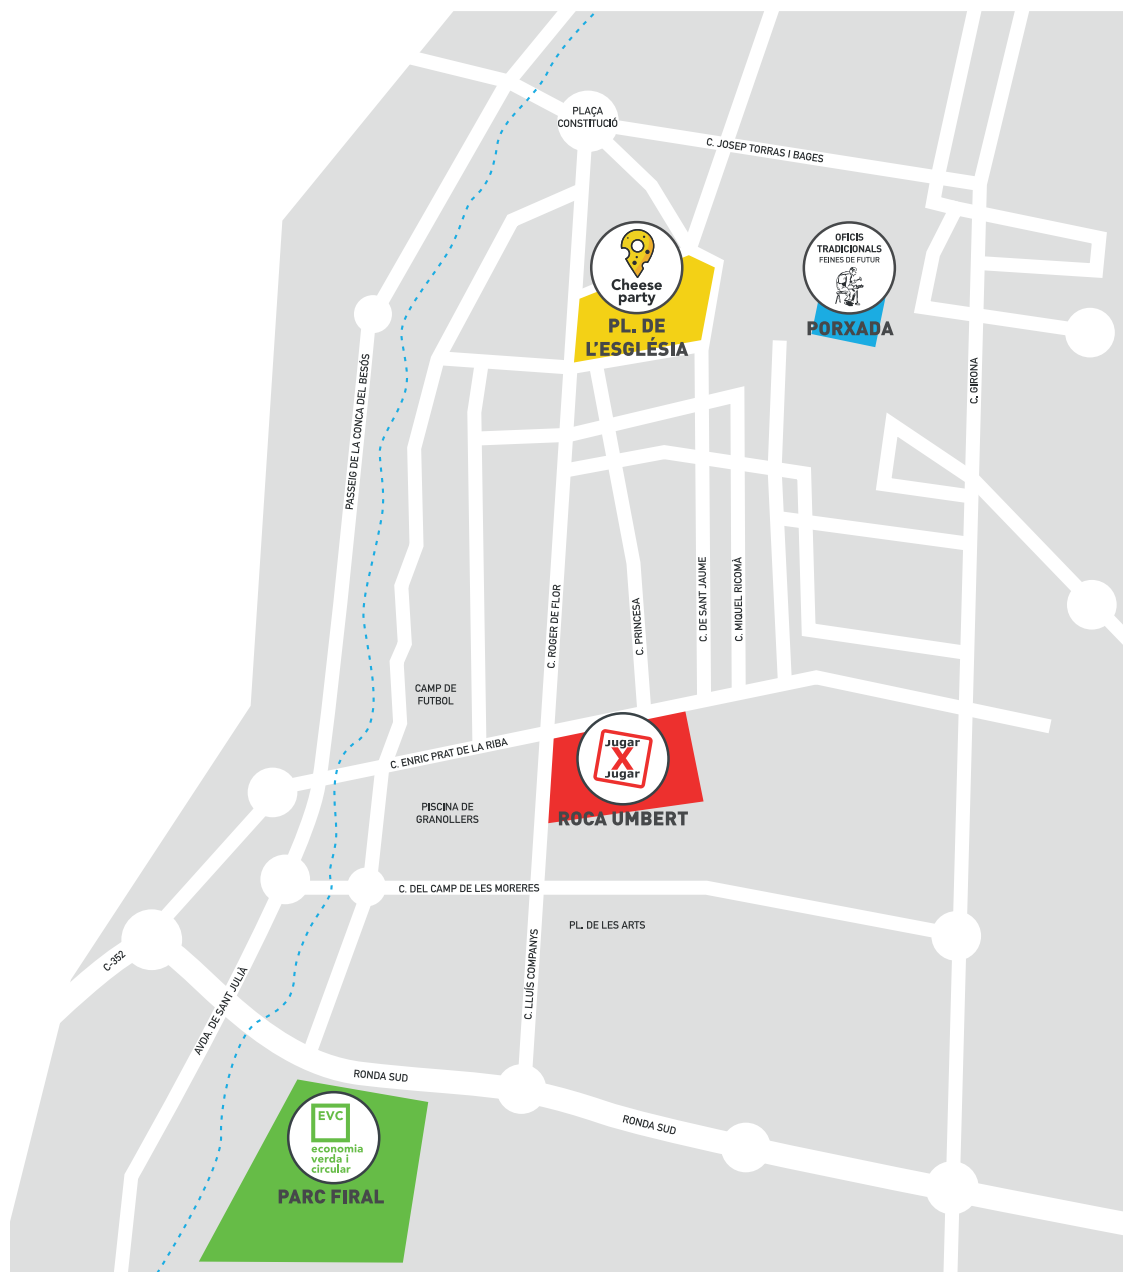 PLAÇA
CONSTITUCIÓ
C. JOSEP TORRAS I BAGES
Cheese
party
PL. DE
L'ESGLÉSIA
OFICIS
TRADICIONALS
FEINES DE FUTUR
PORXADA
PASSEIG DE LA CONCA DEL BESÓS
C. GIRONA
C. ROGER DE FLOR
C. PRINCESA
C. DE SANT JAUME
C. MIQUEL RICOMÀ
CAMP DE
FUTBOL
C. ENRIC PRAT DE LA RIBA
Jugar
X
Jugar
ROCA UMBERT
PISCINA DE
GRANOLLERS
C. DEL CAMP DE LES MORERES
PL. DE LES ARTS
C. LLUÍS COMPANYS
C-352
AVDA. DE SANT JULIÀ
RONDA SUD
RONDA SUD
EVC
economia
verda i
circular
PARC FIRAL